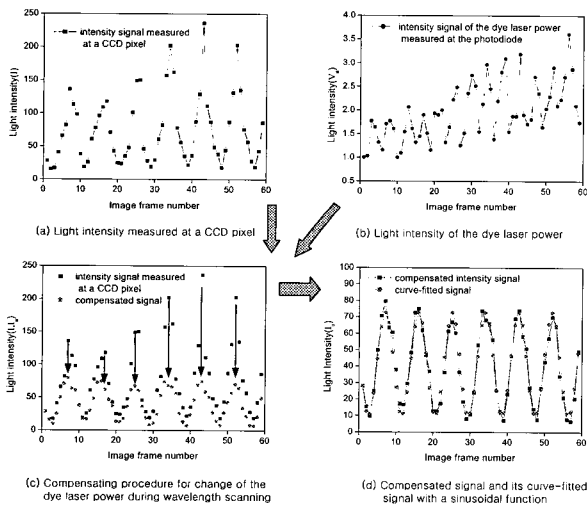 intensity signal measured
at a CCD pixel
Light intensity(I)
250
200
150
100
50
0
0 10 20 30 40 50 60
Image frame number
(a) Light intensity measured at a CCD pixel
intensity signal of the dye laser power
measured at the photodiode
4.0
3.5
3.0
2.5
2.0
1.5
1.0
0.5
0 10 20 30 40 50 60
Image frame number
(b) Light intensity of the dye laser power
intensity signal measured
at a CCD pixel
compensated signal
250
200
150
100
50
0
0 10 20 30 40 50 60
Image frame number
(c) Compensating procedure for change of the
dye laser power during wavelength scanning
compensated intensity signal
curve-fitted signal
100
90
80
70
60
50
40
30
20
10
0
0 10 20 30 40 50 60
Image frame number
(d) Compensated signal and its curve-fitted
signal with a sinusoidal function